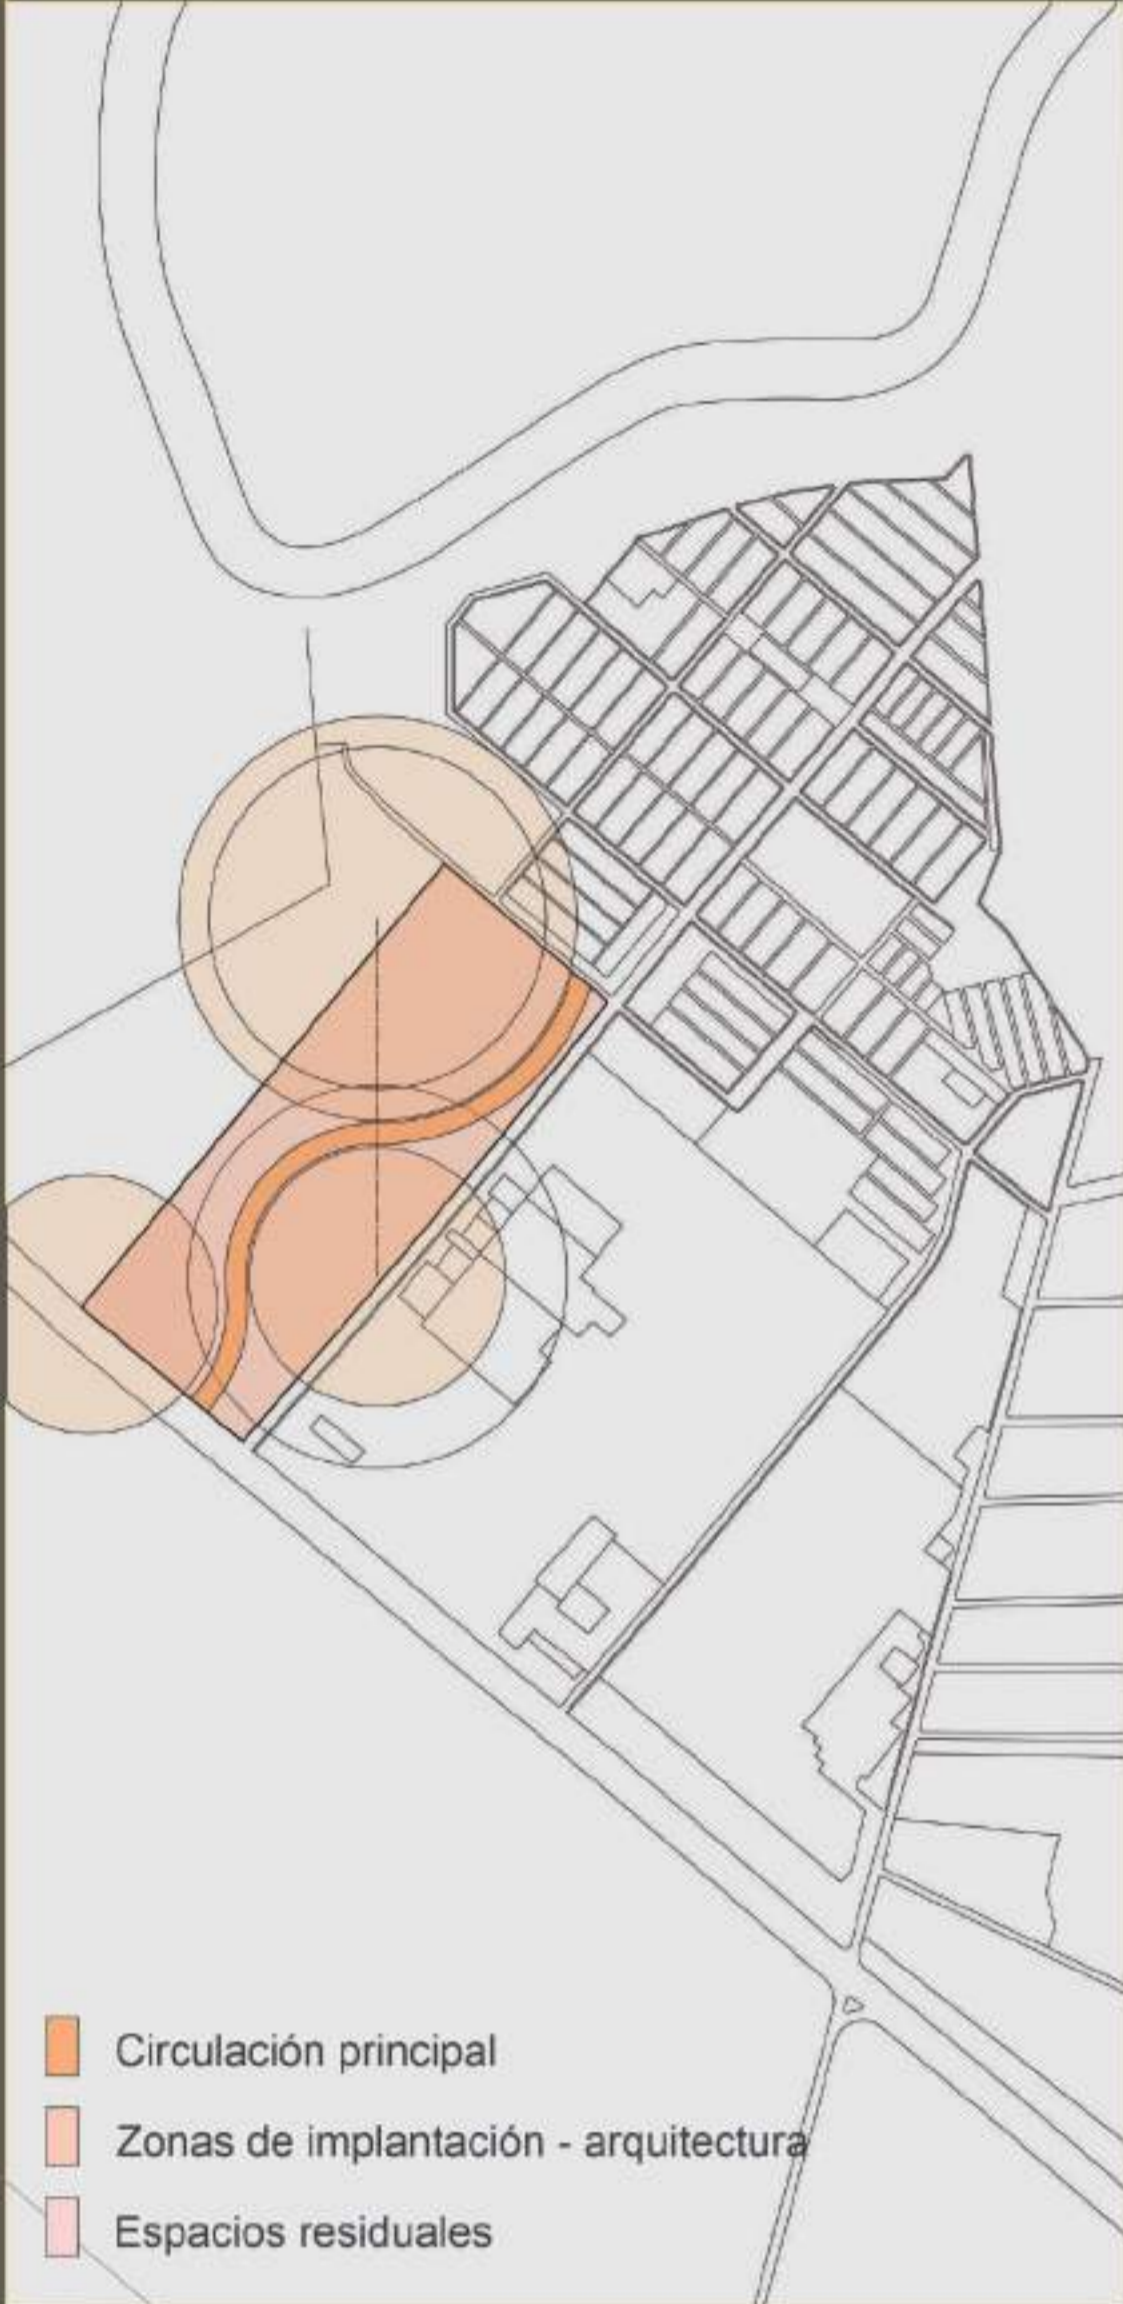 Circulación principal
Zonas de implantación - arquitectura
Espacios residuales